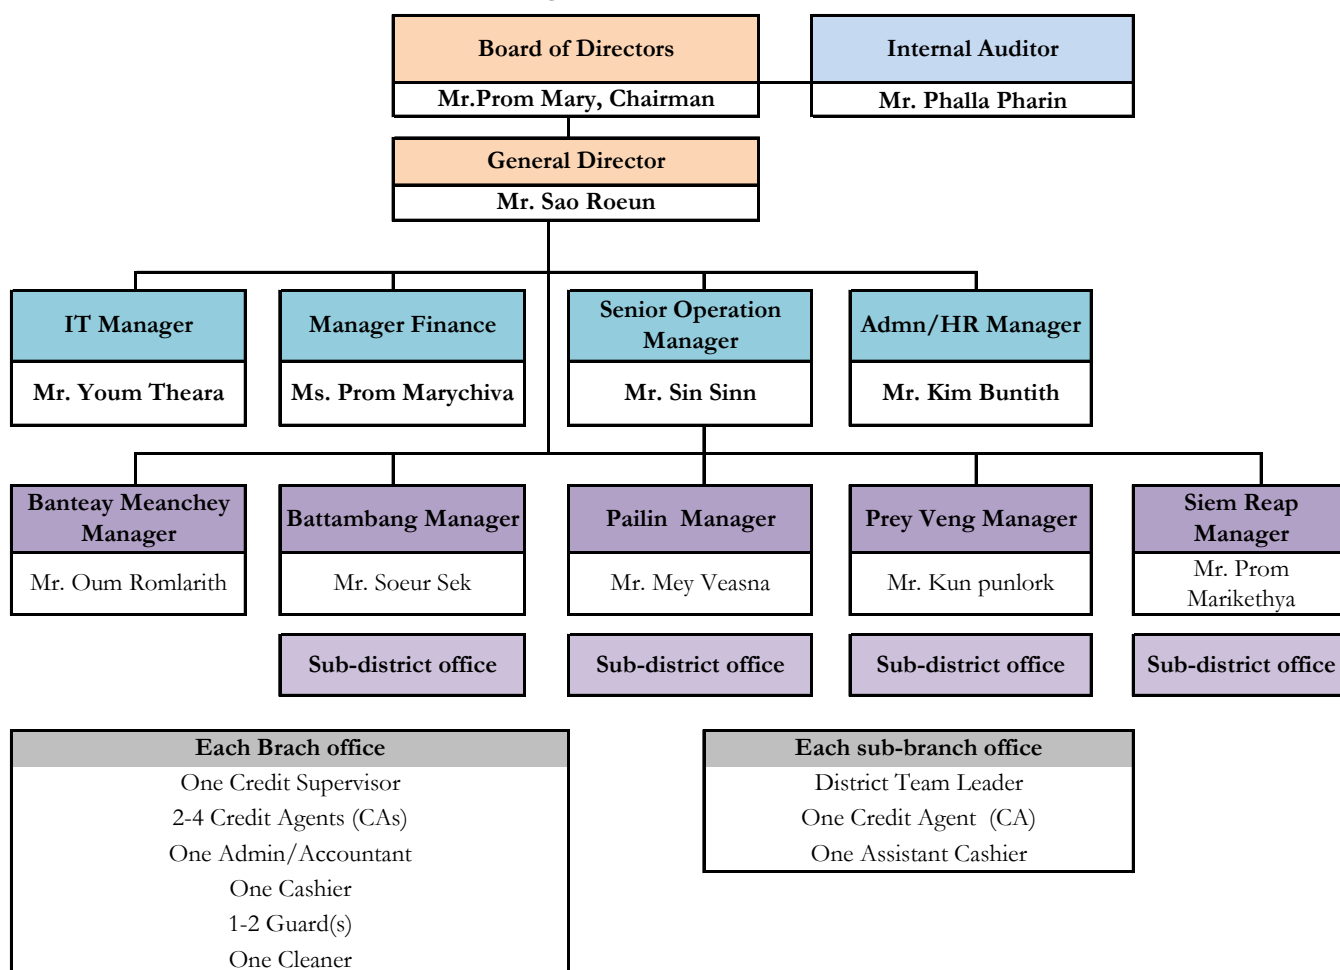 Board of Directors
Internal Auditor
Mr.Prom Mary, Chairman
Mr. Phalla Pharin
General Director
Mr. Sao Roeun
IT Manager
Manager Finance
Senior Operation
Manager
Admn/HR Manager
Mr. Youm Theara
Ms. Prom Marychiva
Mr. Sin Sinn
Mr. Kim Buntith
Banteay Meanchey
Manager
Battambang Manager
Pailin Manager
Prey Veng Manager
Siem Reap
Manager
Mr. Oum Romlarith
Mr. Soeur Sek
Mr. Mey Veasna
Mr. Kun punlork
Mr. Prom
Marikethya
Sub-district office
Sub-district office
Sub-district office
Sub-district office
Each Brach office
One Credit Supervisor
2-4 Credit Agents (CAs)
One Admin/Accountant
One Cashier
1-2 Guard(s)
One Cleaner
Each sub-branch office
District Team Leader
One Credit Agent (CA)
One Assistant Cashier